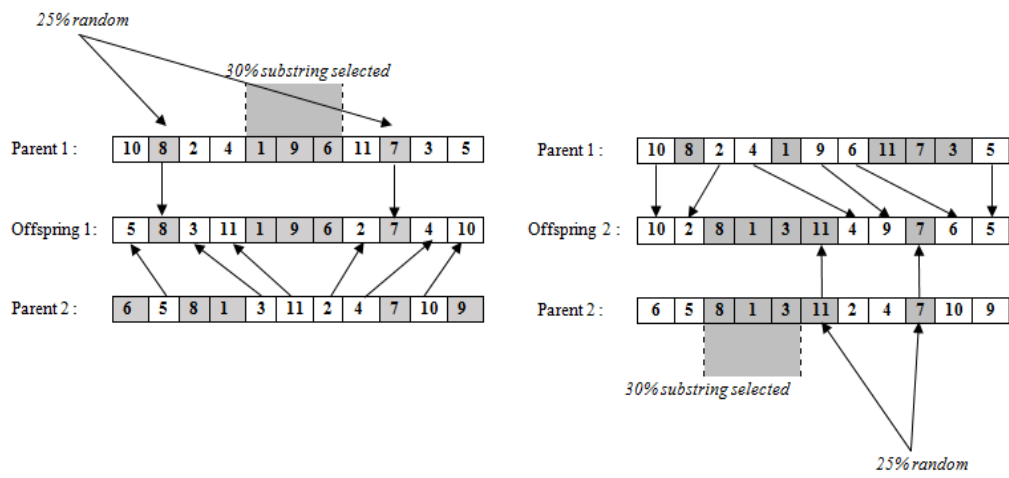 25% random
30% substring selected
Parent 1 : 10 8 2 4 1 9 6 11 7 3 5
Offspring 1: 5 8 3 11 1 9 6 2 7 4 10
Parent 2 : 6 5 8 1 3 11 2 4 7 10 9
Parent 1 : 10 8 2 4 1 9 6 11 7 3 5
Offspring 2 : 10 2 8 1 3 11 4 9 7 6 5
Parent 2 : 6 5 8 1 3 11 2 4 7 10 9
30% substring selected
25% random